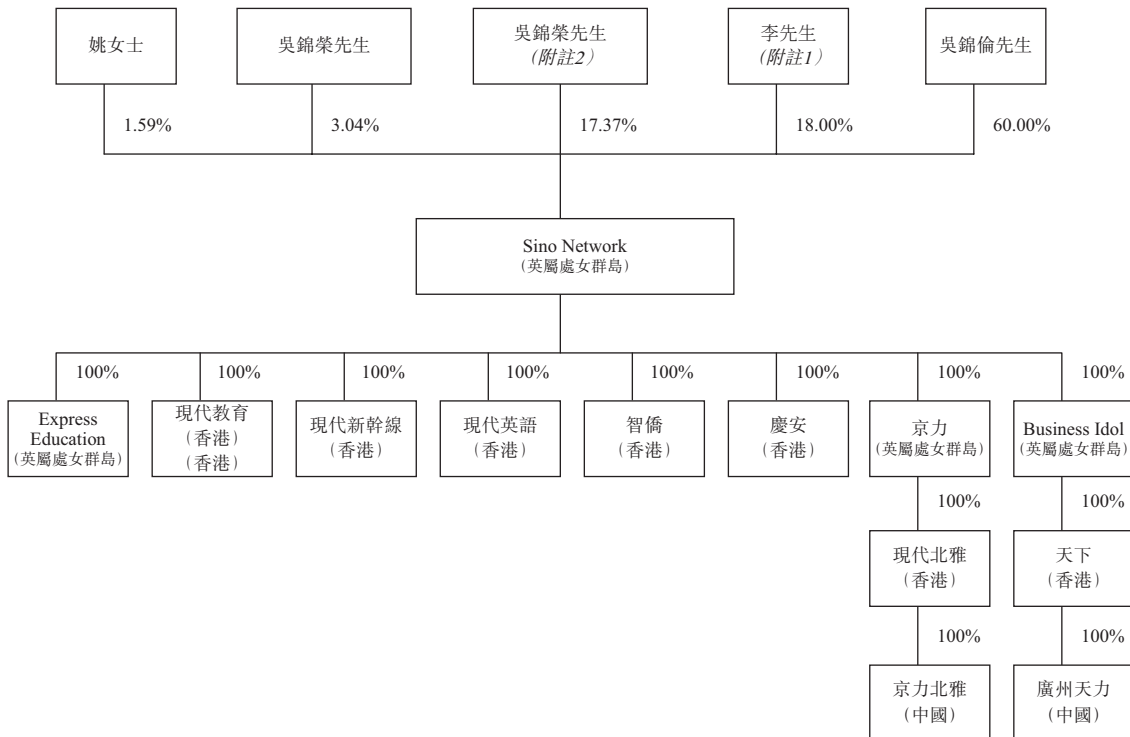 姚女士
吳錦榮先生
吳錦榮先生
(附註2)
李先生
(附註1)
吳錦倫先生
1.59%
3.04%
17.37%
18.00%
60.00%
Sino Network
(英屬處女群島)
100%
100%
100%
100%
100%
100%
100%
100%
Express
Education
(英屬處女群島)
現代教育
(香港)
(香港)
現代新幹線
(香港)
現代英語
(香港)
智僑
(香港)
慶安
(香港)
京力
(英屬處女群島)
Business Idol
(英屬處女群島)
100%
100%
現代北雅
(香港)
天下
(香港)
100%
100%
京力北雅
(中國)
廣州天力
(中國)